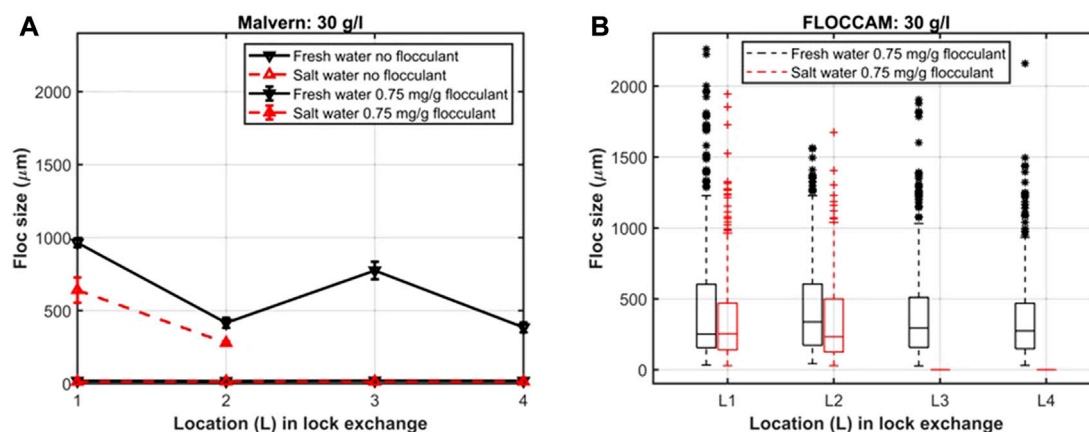 A
Malvern: 30 g/l
Fresh water no flocculant
Salt water no flocculant
Fresh water 0.75 mg/g flocculant
Salt water 0.75 mg/g flocculant
2000
1500
1000
500
0
1 2 3 4
Floc size (μm)
Location (L) in lock exchange
B
FLOCCAM: 30 g/l
Fresh water 0.75 mg/g flocculant
Salt water 0.75 mg/g flocculant
2000
1500
1000
500
0
L1 L2 L3 L4
Floc size (μm)
Location (L) in lock exchange